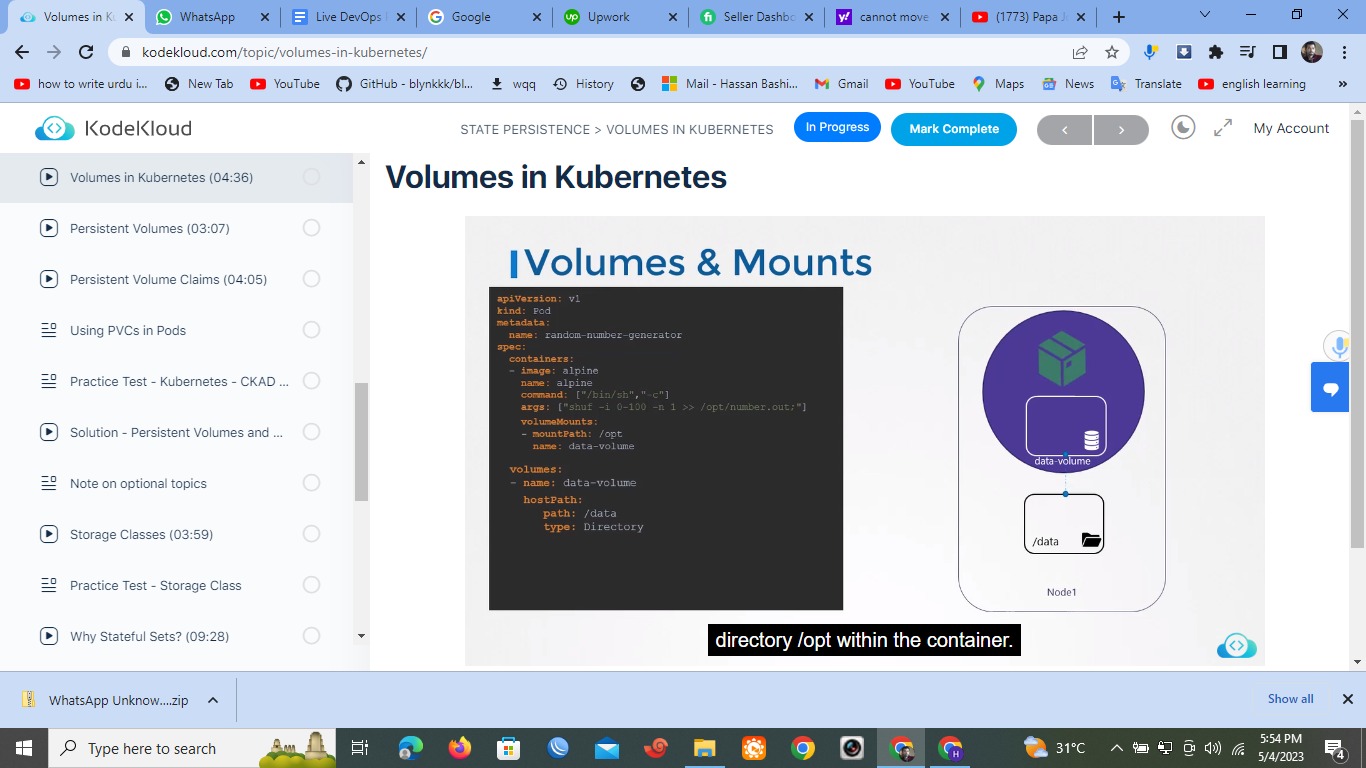 Volumes in K
WhatsApp
Live DevOps
Google
Upwork
Seller Dashbo
cannot move
(1773) Papa J
kodekloud.com/topic/volumes-in-kubernetes/
how to write urdu i...
New Tab
YouTube
GitHub - blynkkk/bl...
wqq
History
Mail - Hassan Bashi...
Gmail
YouTube
Maps
News
Translate
english learning
»
KodeKloud
STATE PERSISTENCE > VOLUMES IN KUBERNETES
In Progress
Mark Complete
My Account
Volumes in Kubernetes (04:36)
Persistent Volumes (03:07)
Persistent Volume Claims (04:05)
Using PVCs in Pods
Practice Test - Kubernetes - CKAD ...
Solution - Persistent Volumes and ...
Note on optional topics
Storage Classes (03:59)
Practice Test - Storage Class
Why Stateful Sets? (09:28)
Volumes in Kubernetes
Volumes & Mounts
apiVersion: v1
kind: Pod
metadata:
name: random-number-generator
spec:
containers:
- image: alpine
name: alpine
command: ["/bin/sh","-c"]
args: ["shuf -i 0-100 -n 1 >> /opt/number.out;"]
volumeMounts:
- mountPath: /opt
name: data-volume
volumes:
- name: data-volume
hostPath:
path: /data
type: Directory
data-volume
/data
Node1
directory /opt within the container.
WhatsApp Unknow....zip
Show all
Type here to search
31°C
5:54 PM
5/4/2023
4